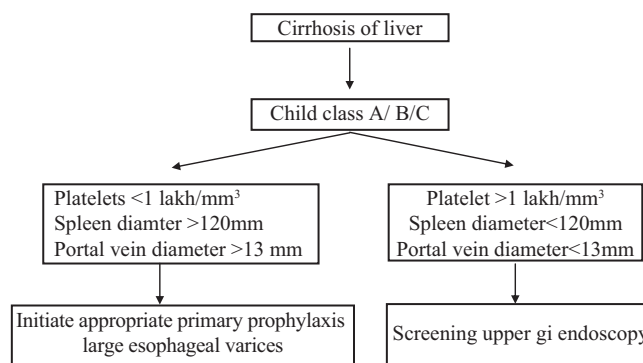 Cirrhosis of liver
Child class A/ B/C
Platelets <1 lakh/mm³
Spleen diamter >120mm
Portal vein diameter >13 mm
Platelet >1 lakh/mm³
Spleen diameter<120mm
Portal vein diameter<13mm
Initiate appropriate primary prophylaxis
large esophageal varices
Screening upper gi endoscopy